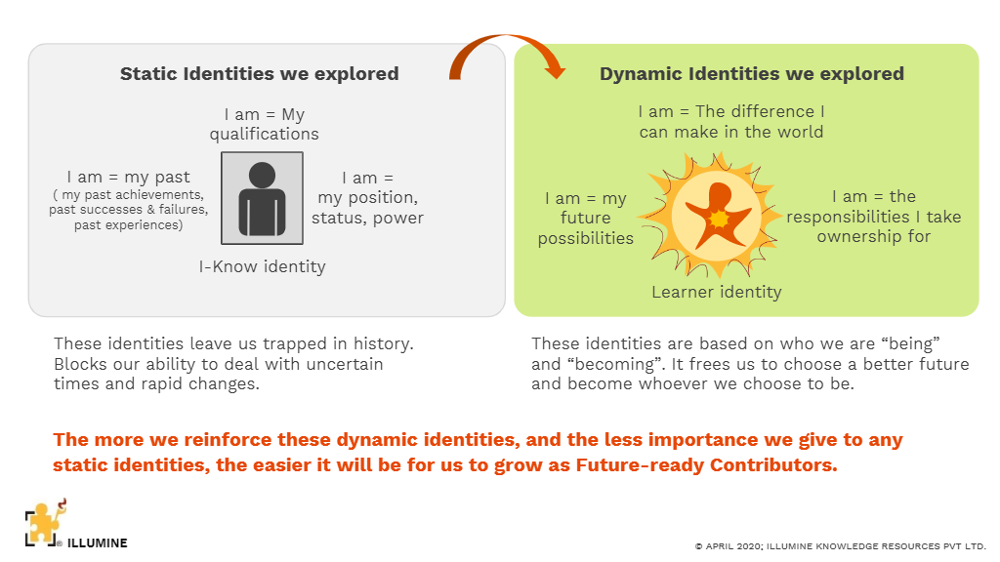 Static Identities we explored
I am = My
qualifications
I am = my past
( my past achievements,
past successes & failures,
past experiences)
I am =
my position,
status, power
I-Know identity
These identities leave us trapped in history.
Blocks our ability to deal with uncertain
times and rapid changes.
Dynamic Identities we explored
I am = The difference I
can make in the world
I am = my
future
possibilities
I am = the
responsibilities I take
ownership for
Learner identity
These identities are based on who we are “being”
and “becoming”. It frees us to choose a better future
and become whoever we choose to be.
The more we reinforce these dynamic identities, and the less importance we give to any
static identities, the easier it will be for us to grow as Future-ready Contributors.
® ILLUMINE
© APRIL 2020; ILLUMINE KNOWLEDGE RESOURCES PVT LTD.